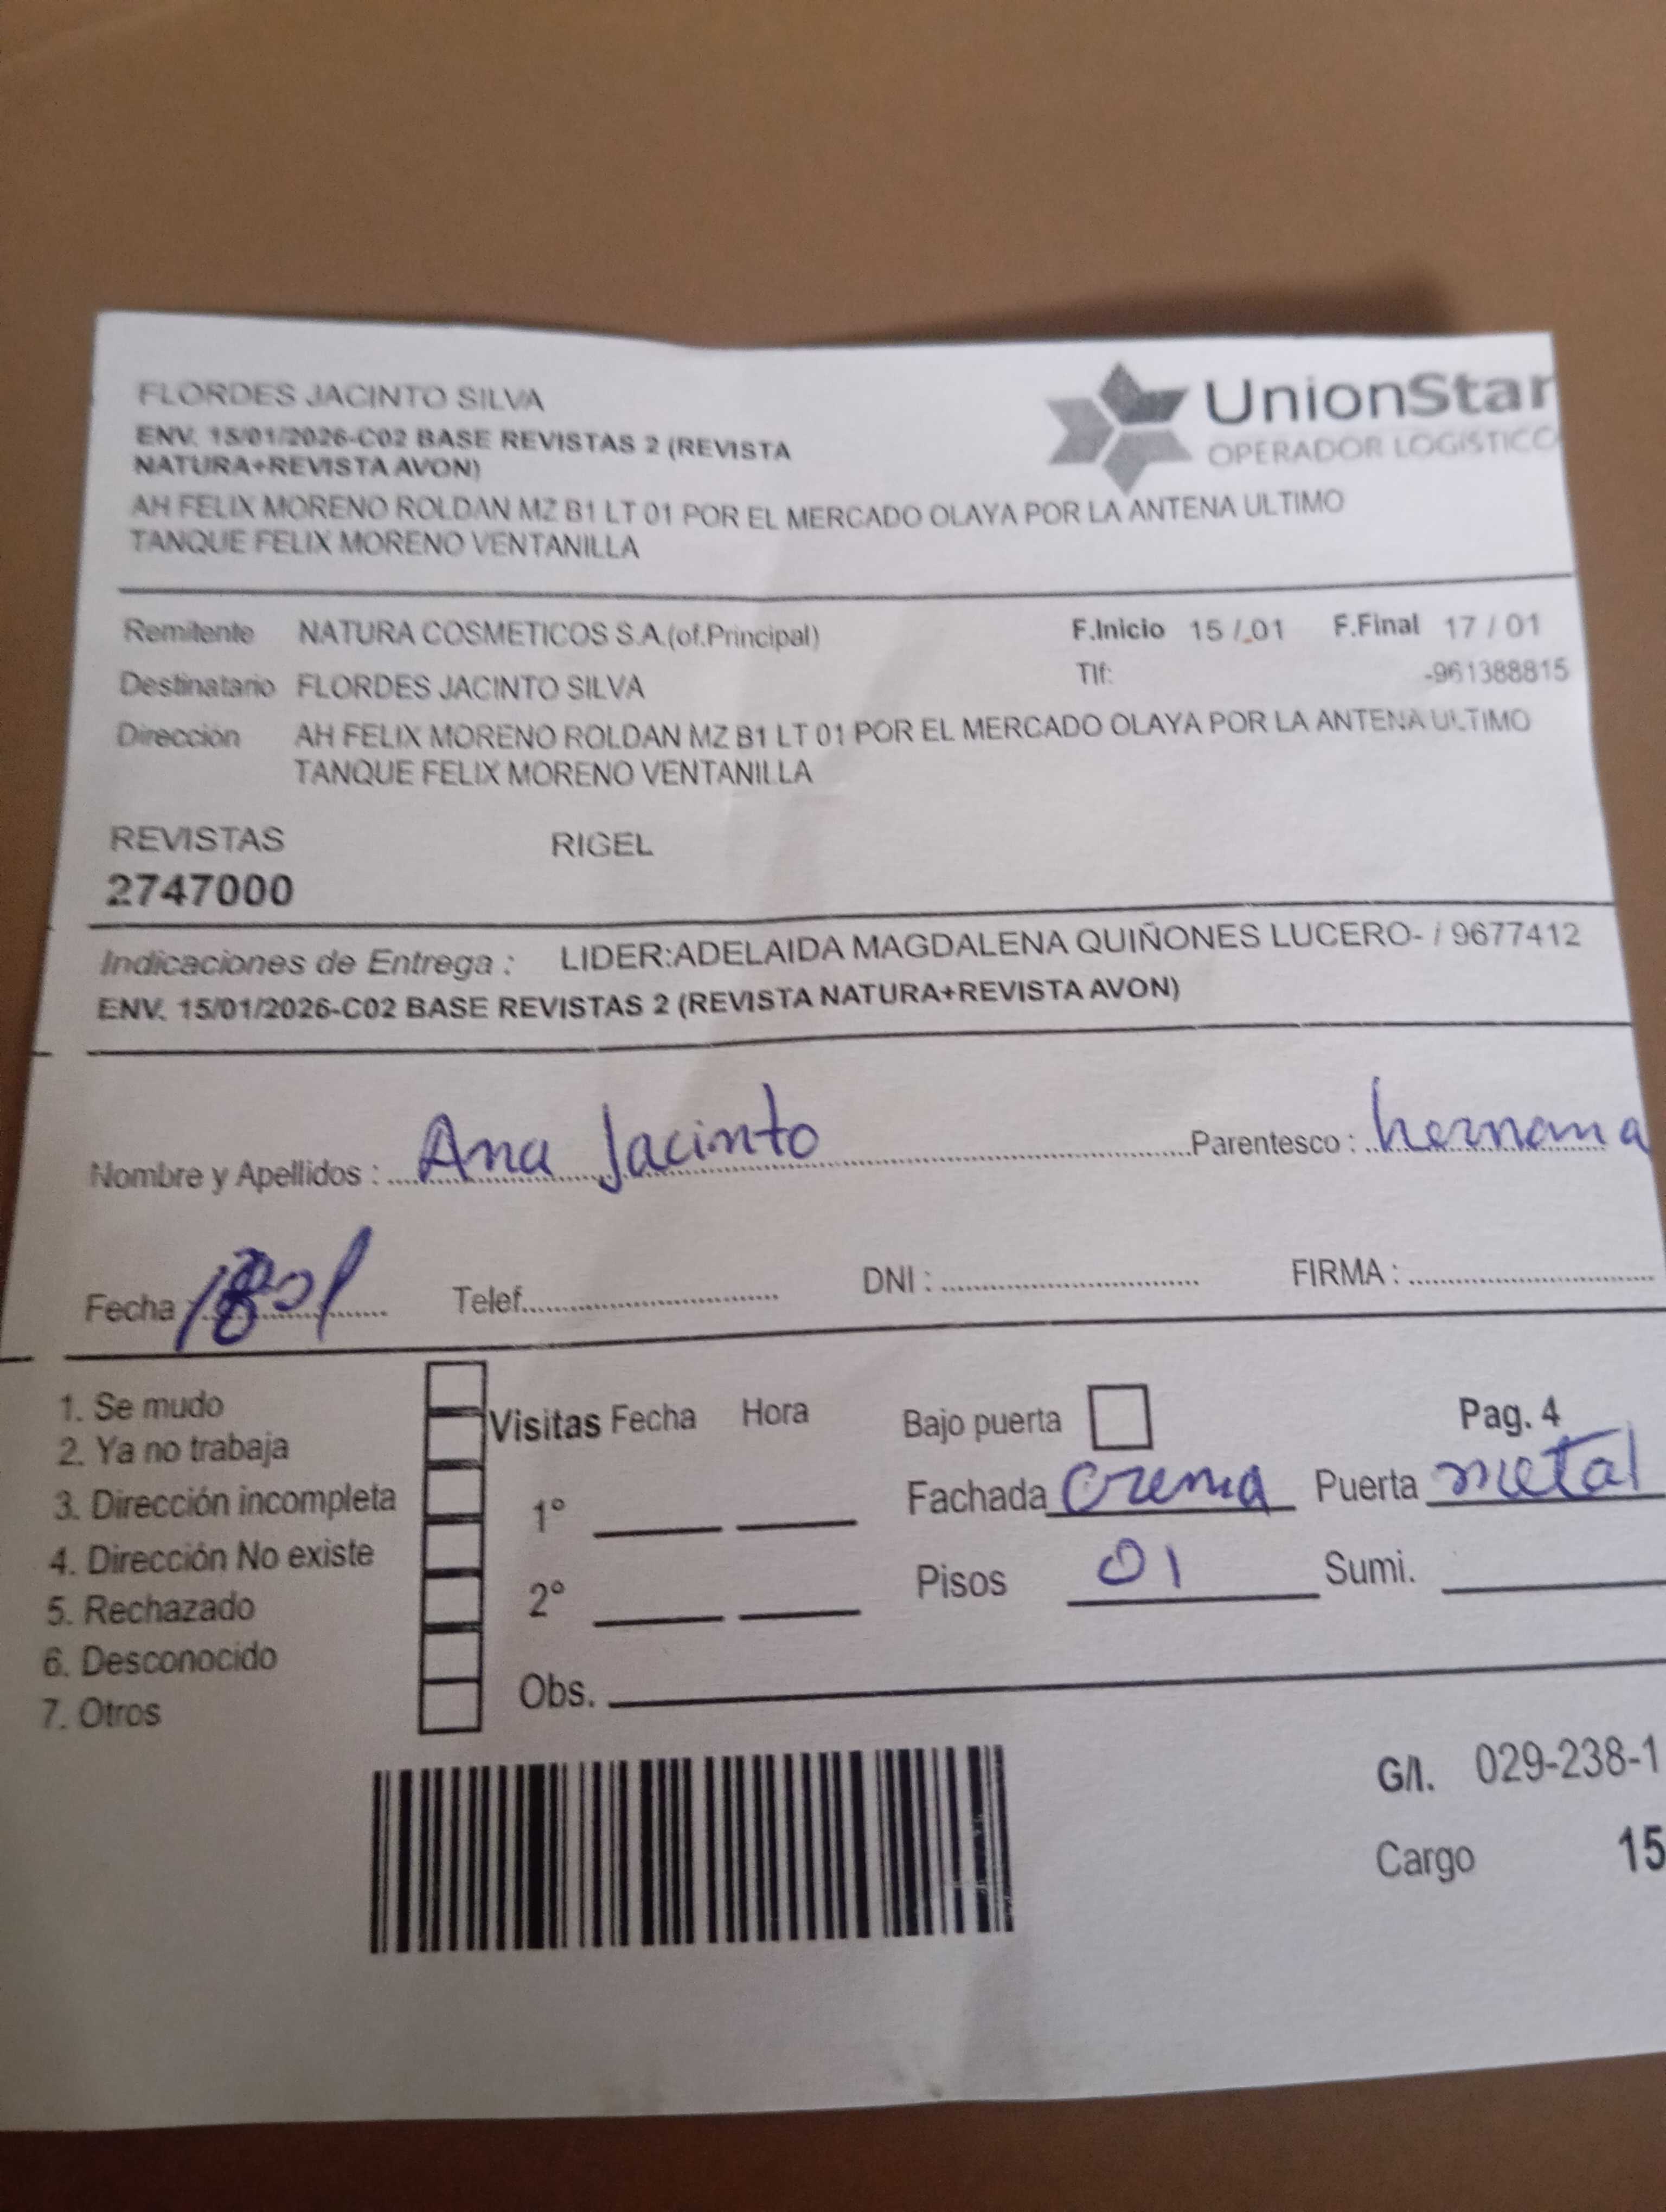 FLORDES JACINTO SILVA
UnionStar
OPERADOR LOGÍSTICO
ENV. 15/01/2026-C02 BASE REVISTAS 2 (REVISTA
NATURA+REVISTA AVON)
AH FELIX MORENO ROLDAN MZ B1 LT 01 POR EL MERCADO OLAYA POR LA ANTENA ULTIMO
TANQUE FELIX MORENO VENTANILLA
Remitente NATURA COSMETICOS S.A.(of.Principal) F.Inicio 15 / 01 F.Final 17 / 01
Destinatario FLORDES JACINTO SILVA Tlf: -961388815
Dirección AH FELIX MORENO ROLDAN MZ B1 LT 01 POR EL MERCADO OLAYA POR LA ANTENA ULTIMO
TANQUE FELIX MORENO VENTANILLA
REVISTAS RIGEL
2747000
Indicaciones de Entrega : LIDER:ADELAIDA MAGDALENA QUIÑONES LUCERO- / 9677412
ENV. 15/01/2026-C02 BASE REVISTAS 2 (REVISTA NATURA+REVISTA AVON)
Nombre y Apellidos : Ana Jacinto Parentesco : hermana
Fecha Telef. DNI : FIRMA :
1. Se mudo
2. Ya no trabaja
3. Dirección incompleta
4. Dirección No existe
5. Rechazado
6. Desconocido
7. Otros
Visitas Fecha Hora
1°
2°
Obs.
Bajo puerta Pag. 4
Fachada crema Puerta metal
Pisos 01 Sumi.
G/I. 029-238-1
Cargo 15